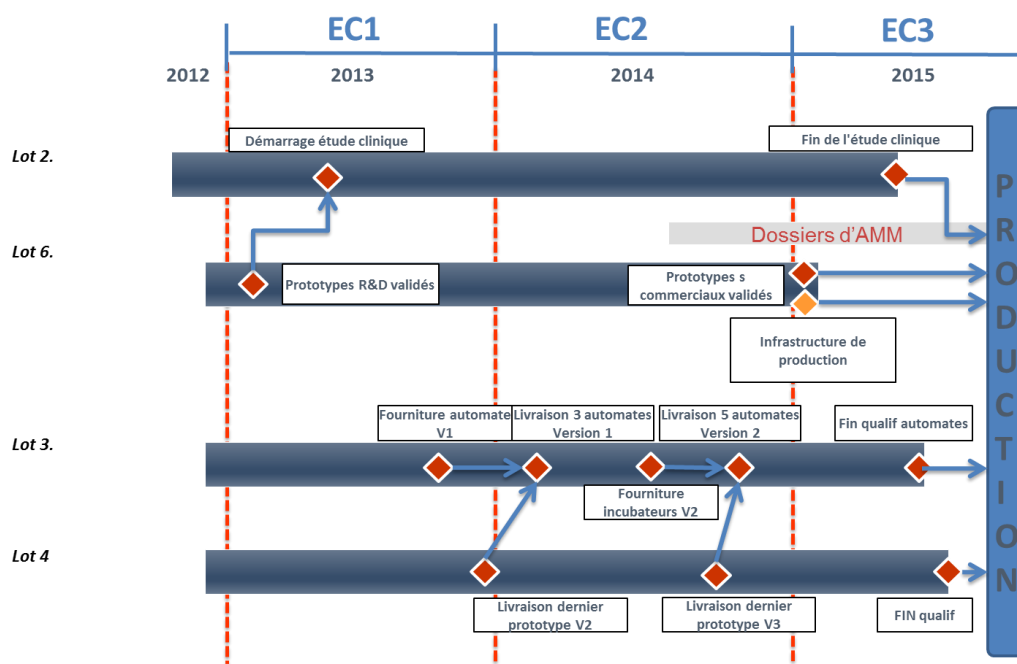 EC1
EC2
EC3
2012
2013
2014
2015
Démarrage étude clinique
Fin de l'étude clinique
Lot 2.
Dossiers d'AMM
Lot 6.
Prototypes R&D validés
Prototypes s
commerciaux validés
Infrastructure de
production
Fourniture automate
V1
Livraison 3 automates
Version 1
Livraison 5 automates
Version 2
Fin qualif automates
Lot 3.
Fourniture
incubateurs V2
Lot 4
Livraison dernier
prototype V2
Livraison dernier
prototype V3
FIN qualif
PRODUCTION